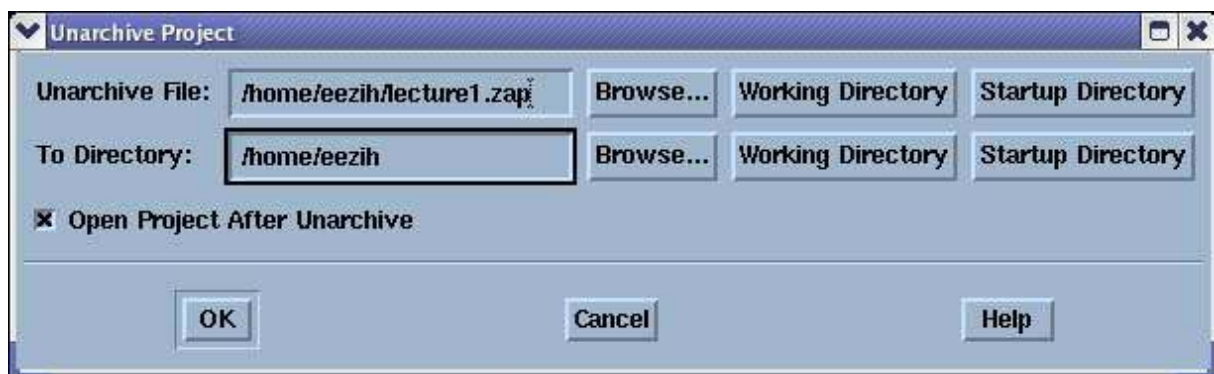 Unarchive Project
Unarchive File: /home/eezih/lecture1.zap Browse... Working Directory Startup Directory
To Directory: /home/eezih Browse... Working Directory Startup Directory
Open Project After Unarchive
OK Cancel Help